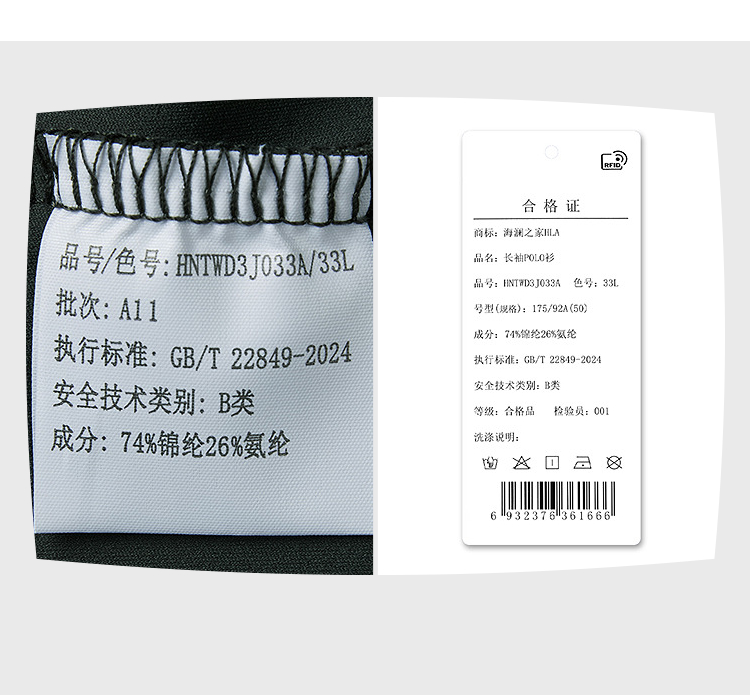 品号/色号: HNTWD3J033A/33L
批次: A11
执行标准: GB/T 22849-2024
安全技术类别: B类
成分: 74%锦纶26%氨纶
RFID
合格证
商标: 海澜之家HLA
品名: 长袖POLO衫
品号: HNTWD3J033A 色号: 33L
号型(规格): 175/92A(50)
成分: 74%锦纶26%氨纶
执行标准: GB/T 22849-2024
安全技术类别: B类
等级: 合格品 检验员: 001
洗涤说明:
6 932376 361666